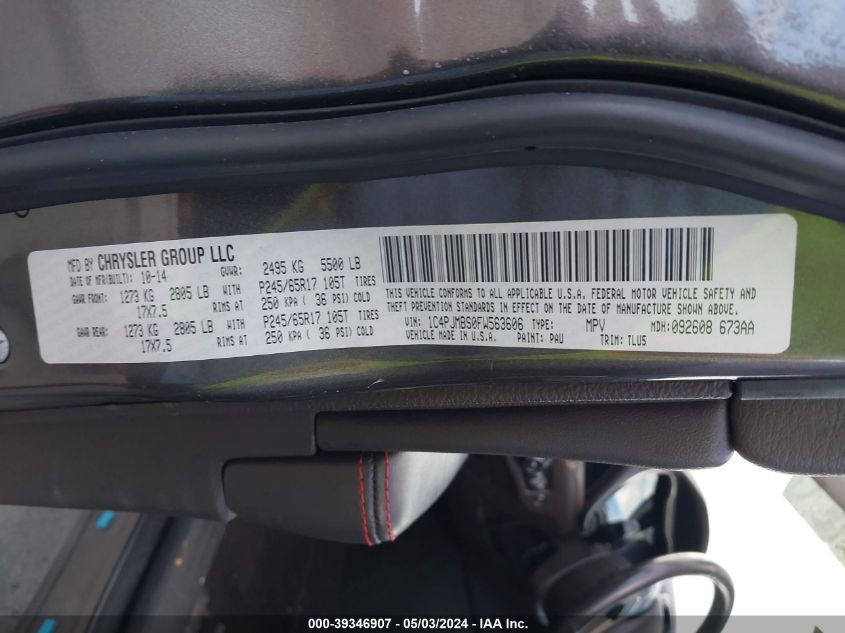 MFD BY CHRYSLER GROUP LLC
DATE OF MFR(BUILT): 10-14 GVWR: 2495 KG 5500 LB
GAWR FRONT: 1273 KG 2805 LB WITH P245/65R17 105T TIRES
17X7.5 RIMS AT 250 KPA ( 36 PSI) COLD
GAWR REAR: 1273 KG 2805 LB WITH P245/65R17 105T TIRES
17X7.5 RIMS AT 250 KPA ( 36 PSI) COLD
THIS VEHICLE CONFORMS TO ALL APPLICABLE U.S.A. FEDERAL MOTOR VEHICLE SAFETY AND
THEFT PREVENTION STANDARDS IN EFFECT ON THE DATE OF MANUFACTURE SHOWN ABOVE.
VIN: 1C4PJMBS0FW563606 TYPE: MPV MDH: 092608 673AA
VEHICLE MADE IN U.S.A. PAINT: PAU TRIM: TLU5
000-39346907 - 05/03/2024 - IAA Inc.